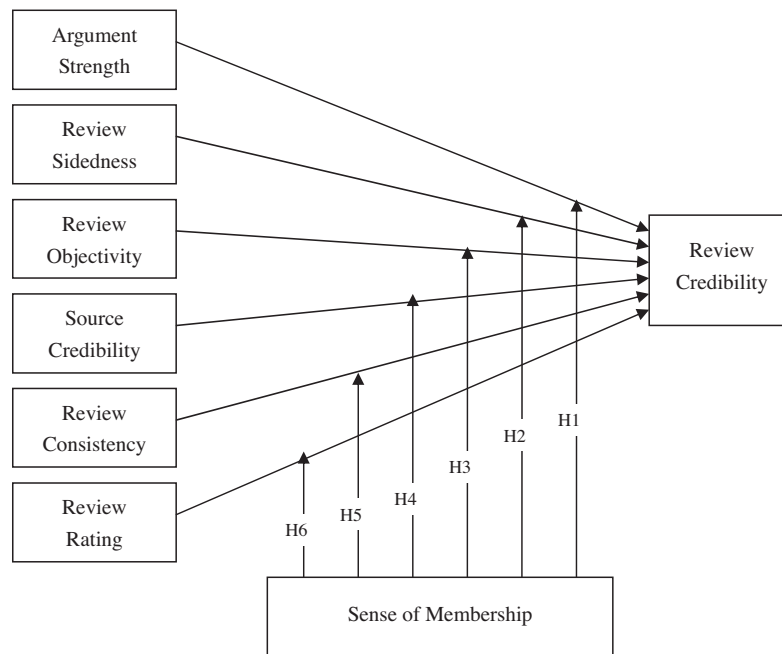 Argument
Strength
Review
Sidedness
Review
Objectivity
Source
Credibility
Review
Consistency
Review
Rating
Review
Credibility
H1
H2
H3
H4
H5
H6
Sense of Membership